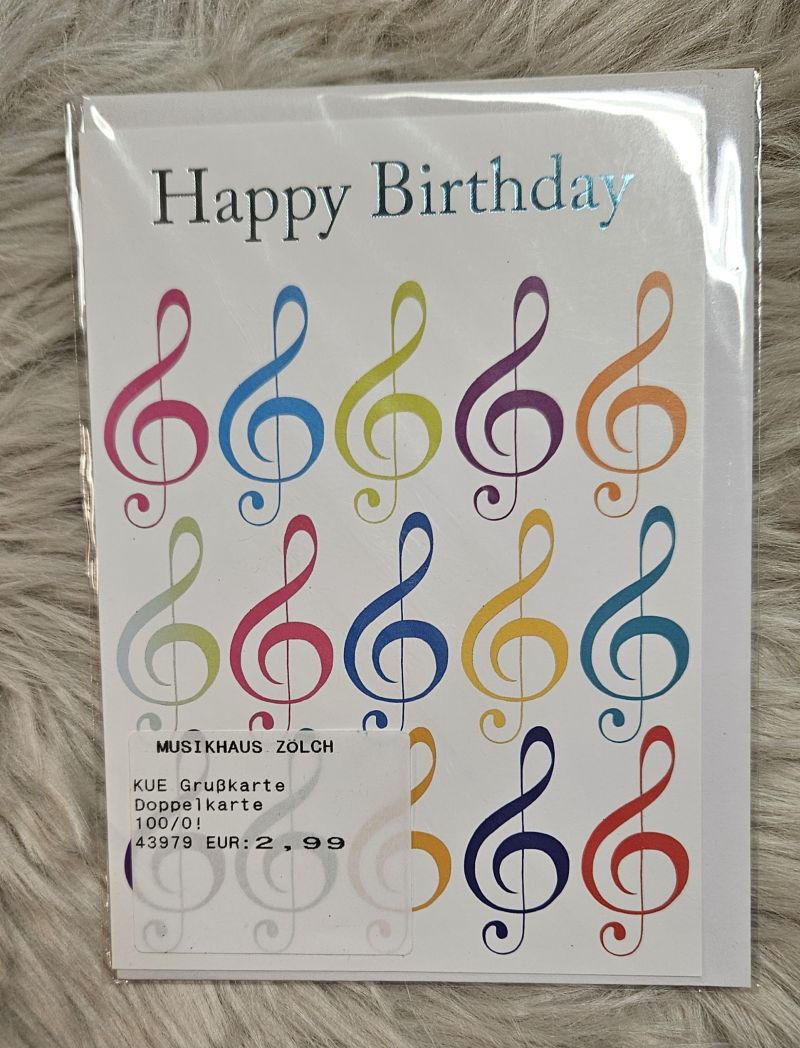 Happy Birthday
MUSIKHAUS ZÖLCH
KUE Grußkarte
Doppelkarte
100/0!
43979 EUR:2,99